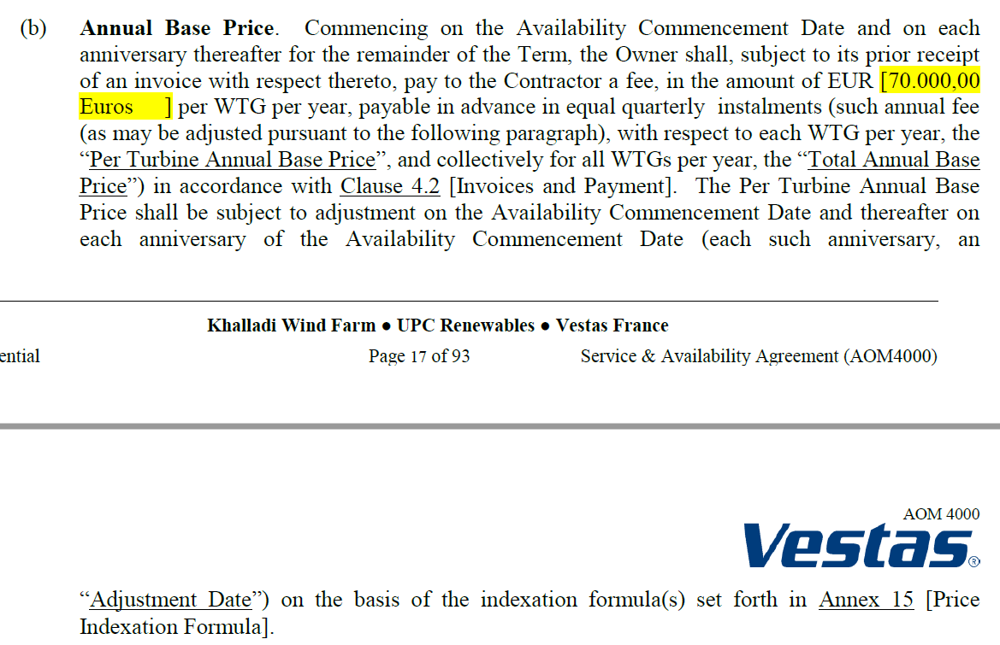 (b) Annual Base Price. Commencing on the Availability Commencement Date and on each
anniversary thereafter for the remainder of the Term, the Owner shall, subject to its prior receipt
of an invoice with respect thereto, pay to the Contractor a fee, in the amount of EUR [70.000,00
Euros ] per WTG per year, payable in advance in equal quarterly instalments (such annual fee
(as may be adjusted pursuant to the following paragraph), with respect to each WTG per year, the
“Per Turbine Annual Base Price”, and collectively for all WTGs per year, the “Total Annual Base
Price”) in accordance with Clause 4.2 [Invoices and Payment]. The Per Turbine Annual Base
Price shall be subject to adjustment on the Availability Commencement Date and thereafter on
each anniversary of the Availability Commencement Date (each such anniversary, an
Khalladi Wind Farm ● UPC Renewables ● Vestas France
ential Page 17 of 93 Service & Availability Agreement (AOM4000)
AOM 4000
Vestas®
“Adjustment Date”) on the basis of the indexation formula(s) set forth in Annex 15 [Price
Indexation Formula].